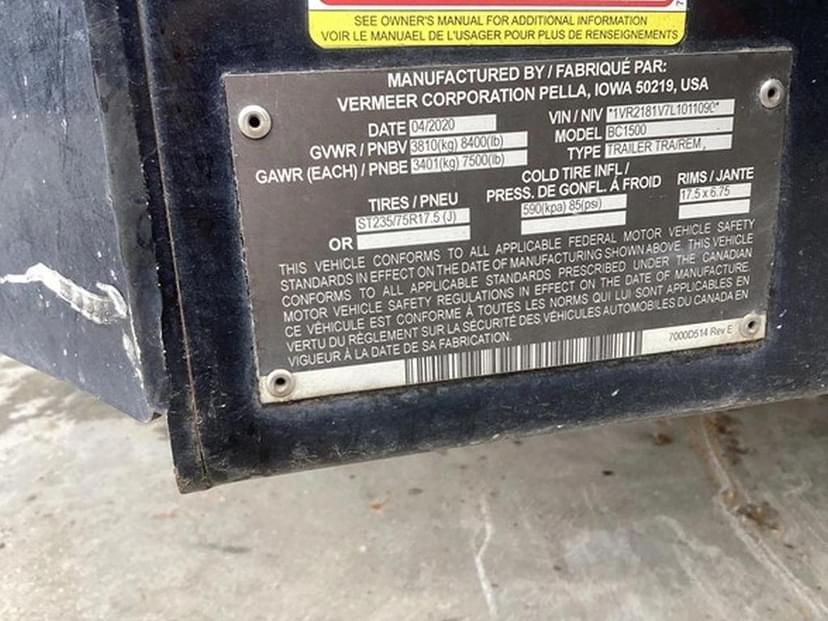 SEE OWNER'S MANUAL FOR ADDITIONAL INFORMATION
VOIR LE MANUAEL DE L'USAGER POUR PLUS DE RENSEIGNEMENTS
MANUFACTURED BY / FABRIQUÉ PAR:
VERMEER CORPORATION PELLA, IOWA 50219, USA
DATE 04/2020
VIN / NIV
GVWR / PNBV 3810(kg) 8400(lb)
MODEL BC1500
GAWR (EACH) / PNBE 3401(kg) 7500(lb)
TYPE TRAILER TRA/REM,
TIRES / PNEU
COLD TIRE INFL /
PRESS. DE GONFL. Á FROID
RIMS / JANTE
ST235/75R17.5 (J)
590(kpa) 85(psi)
17.5 x 6.75
OR
THIS VEHICLE CONFORMS TO ALL APPLICABLE FEDERAL MOTOR VEHICLE SAFETY
STANDARDS IN EFFECT ON THE DATE OF MANUFACTURING SHOWN ABOVE. THIS VEHICLE
CONFORMS TO ALL APPLICABLE STANDARDS PRESCRIBED UNDER THE CANADIAN
MOTOR VEHICLE SAFETY REGULATIONS IN EFFECT ON THE DATE OF MANUFACTURE.
CE VÉHICULE EST CONFORME À TOUTES LES NORMS QUI LUI SONT APPLICABLES EN
VERTU DU RÈGLEMENT SUR LA SÉCURITÉ DES VÉHICLES AUTOMOBILES DU CANADA EN
VIGUEUR À LA DATE DE SA FABRICATION.
7000D514 Rev E